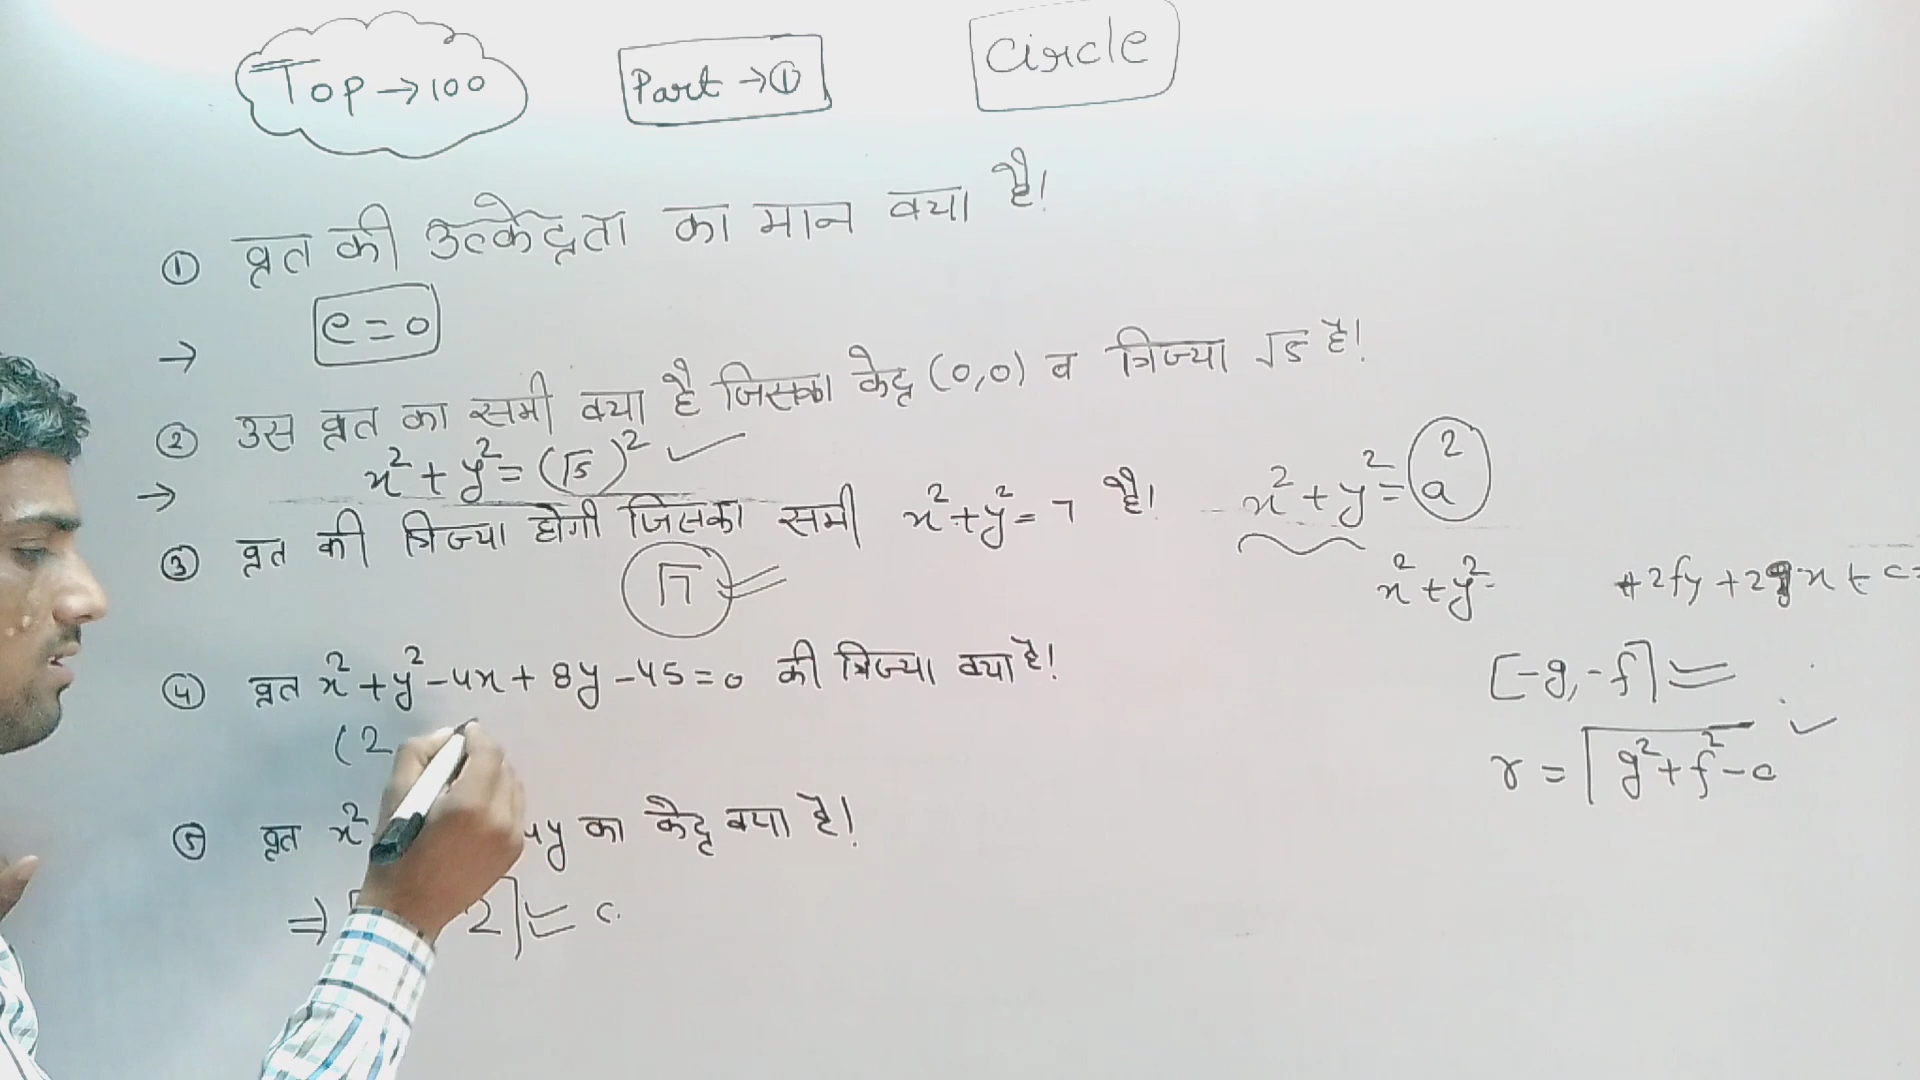 Top → 100
Part → ①
Circle
① वृत की उत्केंद्रता का मान क्या है।
→ e = 0
② उस वृत का समी क्या है जिसका केंद्र (0,0) व त्रिज्या √5 है।
→ x² + y² = (√5)² ✓
③ वृत की त्रिज्या होगी जिसका समी x² + y² = 7 है।
√7
x² + y² = a²
x² + y² + 2fy + 2gx + c =
④ वृत x² + y² - 4x + 8y - 45 = 0 की त्रिज्या क्या है।
(2
[-g, -f]
r = √g² + f² - c ✓
⑤ वृत x² 4y का केंद्र क्या है।
⇒ [ 2] c.